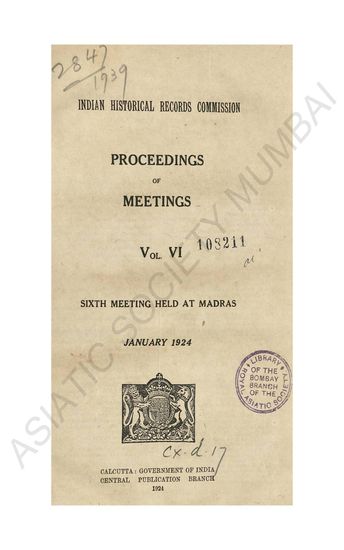 2847
1939
INDIAN HISTORICAL RECORDS COMMISSION
PROCEEDINGS
OF
MEETINGS
VOL. VI
108211
SIXTH MEETING HELD AT MADRAS
JANUARY 1924
LIBRARY
OF THE
BOMBAY
BRANCH
OF THE
ROYAL ASIATIC SOCIETY
Cx-d-17
CALCUTTA: GOVERNMENT OF INDIA
CENTRAL PUBLICATION BRANCH
1924
ASIATIC SOCIETY MUMBAI